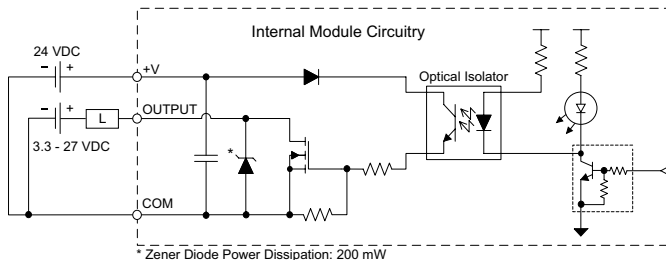 Internal Module Circuitry
24 VDC
− +
+V
Optical Isolator
− +
OUTPUT
L
3.3 - 27 VDC
*
COM
* Zener Diode Power Dissipation: 200 mW